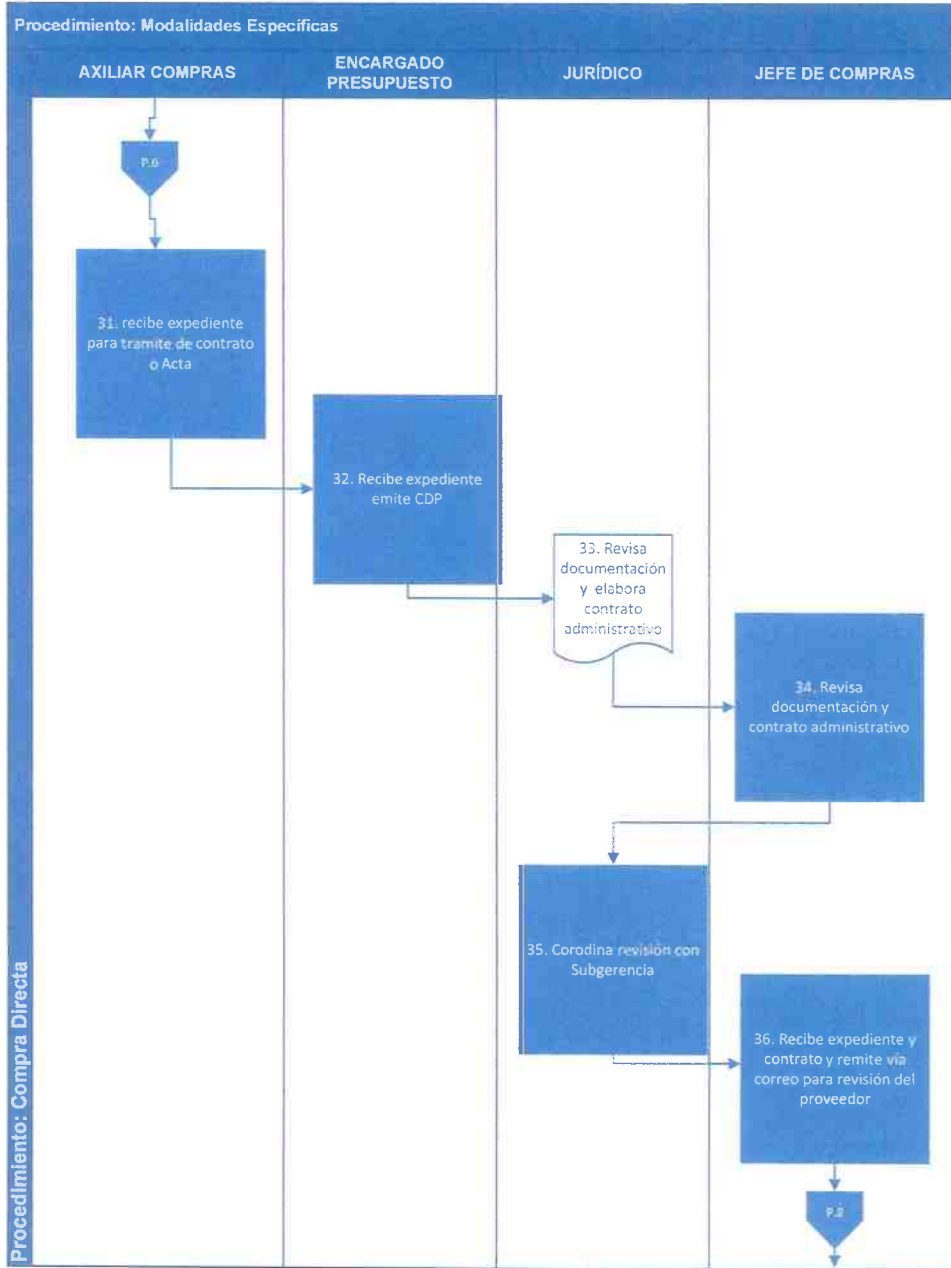 Procedimiento: Modalidades Específicas
AXILIAR COMPRAS
ENCARGADO
PRESUPUESTO
JURÍDICO
JEFE DE COMPRAS
31. recibe expediente
para tramite de contrato
o Acta
32. Recibe expediente
emite CDP
33. Revisa
documentación
y elabora
contrato
administrativo
34. Revisa
documentación y
contrato administrativo
35. Corodina revisión con
Subgerencia
36. Recibe expediente y
contrato y remite vía
correo para revisión del
proveedor
Procedimiento: Compra Directa